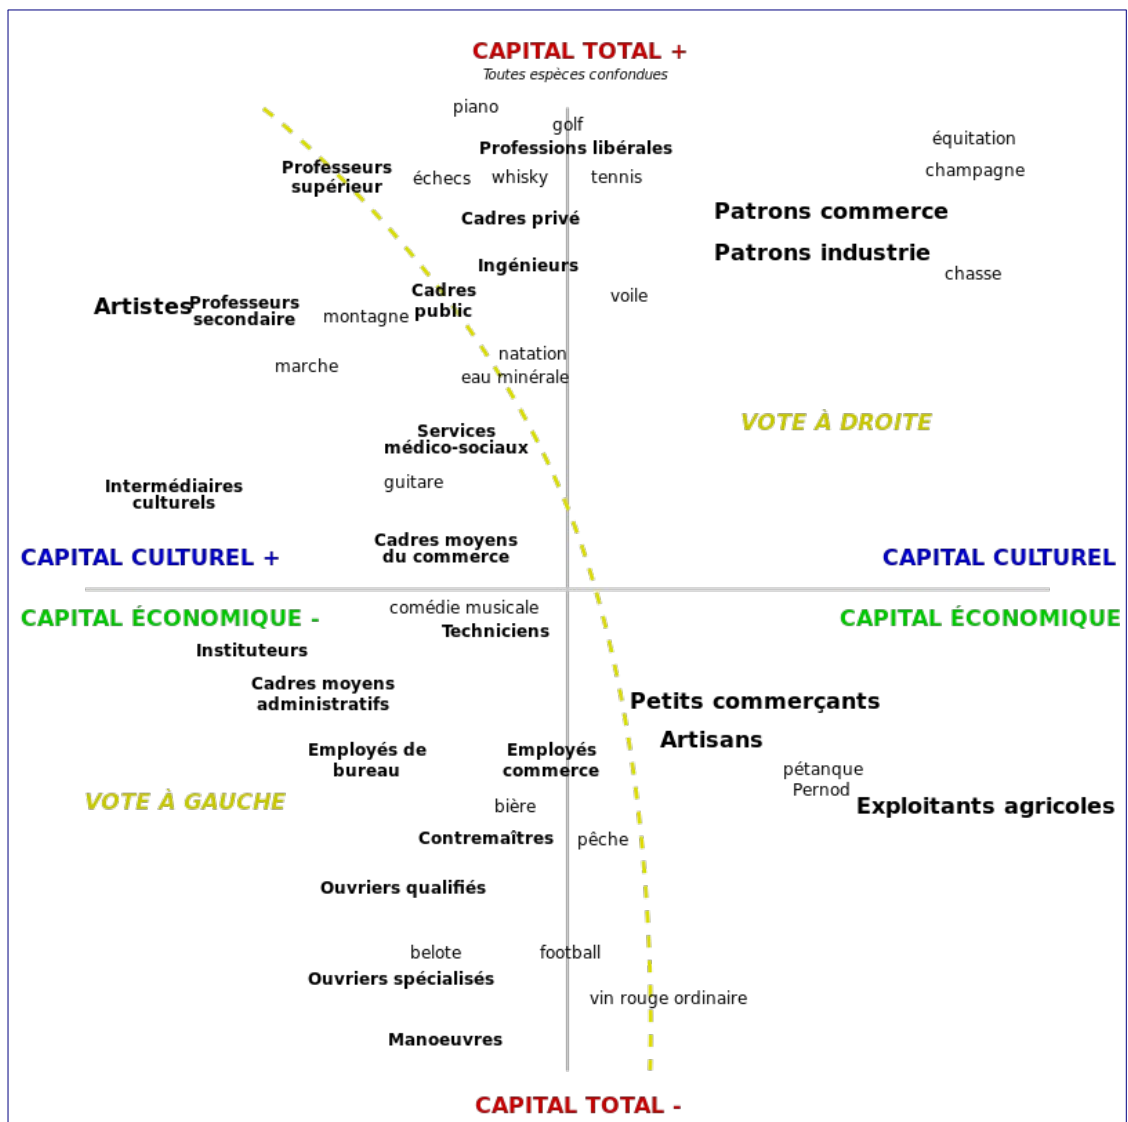 CAPITAL TOTAL +
Toutes espèces confondues
piano
golf
équitation
Professions libérales
Professeurs
supérieur
champagne
échecs
whisky
tennis
Patrons commerce
Cadres privé
Patrons industrie
Ingénieurs
chasse
Cadres
public
voile
Artistes
Professeurs
secondaire
montagne
natation
marche
eau minérale
VOTE À DROITE
Services
médico-sociaux
guitare
Intermédiaires
culturels
Cadres moyens
du commerce
CAPITAL CULTUREL +
CAPITAL CULTUREL
comédie musicale
CAPITAL ÉCONOMIQUE -
CAPITAL ÉCONOMIQUE
Techniciens
Instituteurs
Cadres moyens
administratifs
Petits commerçants
Artisans
Employés de
bureau
Employés
commerce
pétanque
Pernod
VOTE À GAUCHE
bière
Exploitants agricoles
Contremaîtres
pêche
Ouvriers qualifiés
belote
football
Ouvriers spécialisés
vin rouge ordinaire
Manoeuvres
CAPITAL TOTAL -